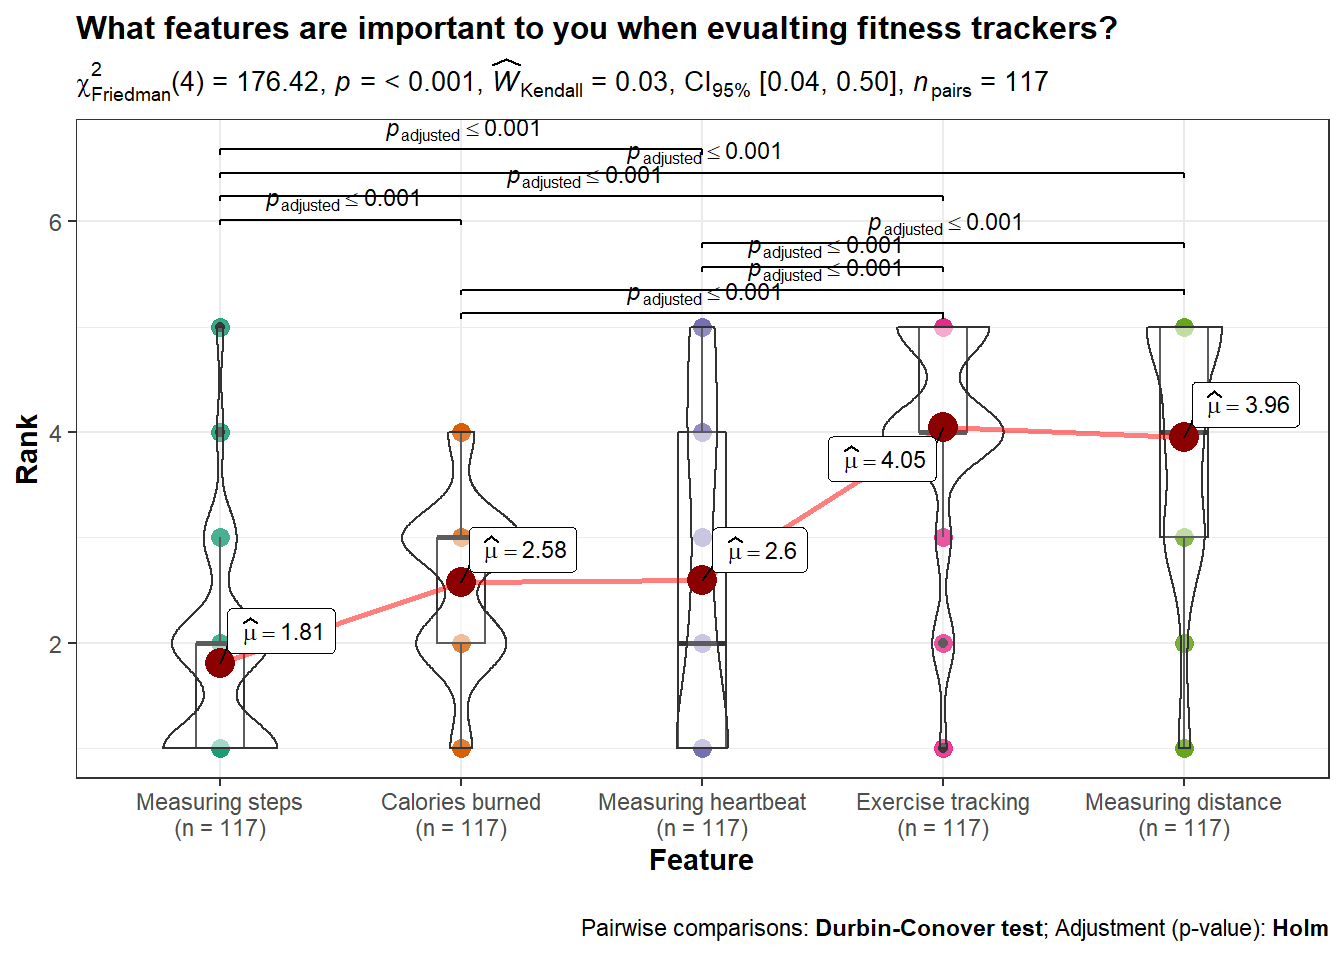 What features are important to you when evualting fitness trackers?
χ²Friedman(4) = 176.42, p = < 0.001, ŴKendall = 0.03, CI95% [0.04, 0.50], npairs = 117
padjusted ≤ 0.001
padjusted ≤ 0.001
padjusted ≤ 0.001
padjusted ≤ 0.001
padjusted ≤ 0.001
padjusted ≤ 0.001
padjusted ≤ 0.001
padjusted ≤ 0.001
Rank
6
4
2
μ̂ = 1.81
μ̂ = 2.58
μ̂ = 2.6
μ̂ = 4.05
μ̂ = 3.96
Measuring steps
(n = 117)
Calories burned
(n = 117)
Measuring heartbeat
(n = 117)
Exercise tracking
(n = 117)
Measuring distance
(n = 117)
Feature
Pairwise comparisons: Durbin-Conover test; Adjustment (p-value): Holm